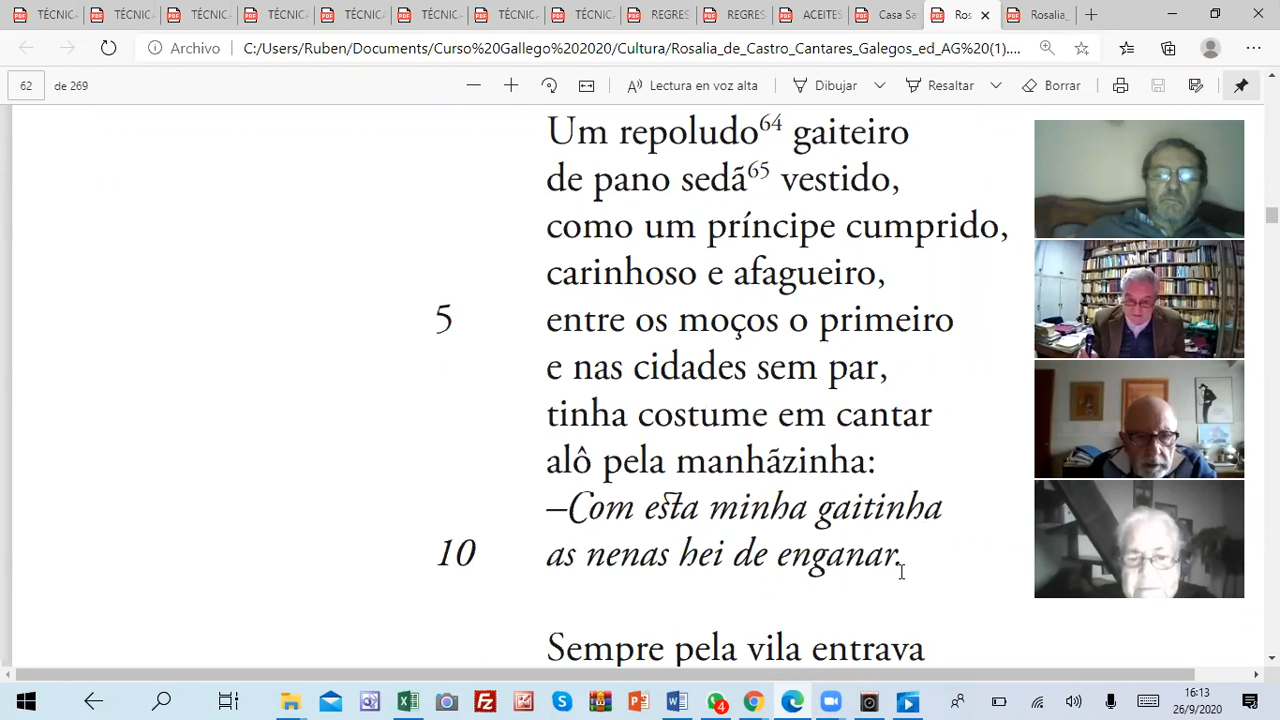 TÉCNIC
TÉCNIC
TÉCNIC
TÉCNIC
TÉCNIC
TÉCNIC
TÉCNIC
TÉCNIC
REGRES
REGRES
ACEITES
Casa Sa
Ros
Rosalia_
Archivo
C:/Users/Ruben/Documents/Curso%20Gallego%202020/Cultura/Rosalia_de_Castro_Cantares_Galegos_ed_AG%20(1)....
62 de 269
Lectura en voz alta
Dibujar
Resaltar
Borrar
Um repoludo64 gaiteiro
de pano sedã65 vestido,
como um príncipe cumprido,
carinhoso e afagueiro,
5 entre os moços o primeiro
e nas cidades sem par,
tinha costume em cantar
alô pela manhãzinha:
–Com esta minha gaitinha
10 as nenas hei de enganar.
Sempre pela vila entrava
4
16:13
26/9/2020